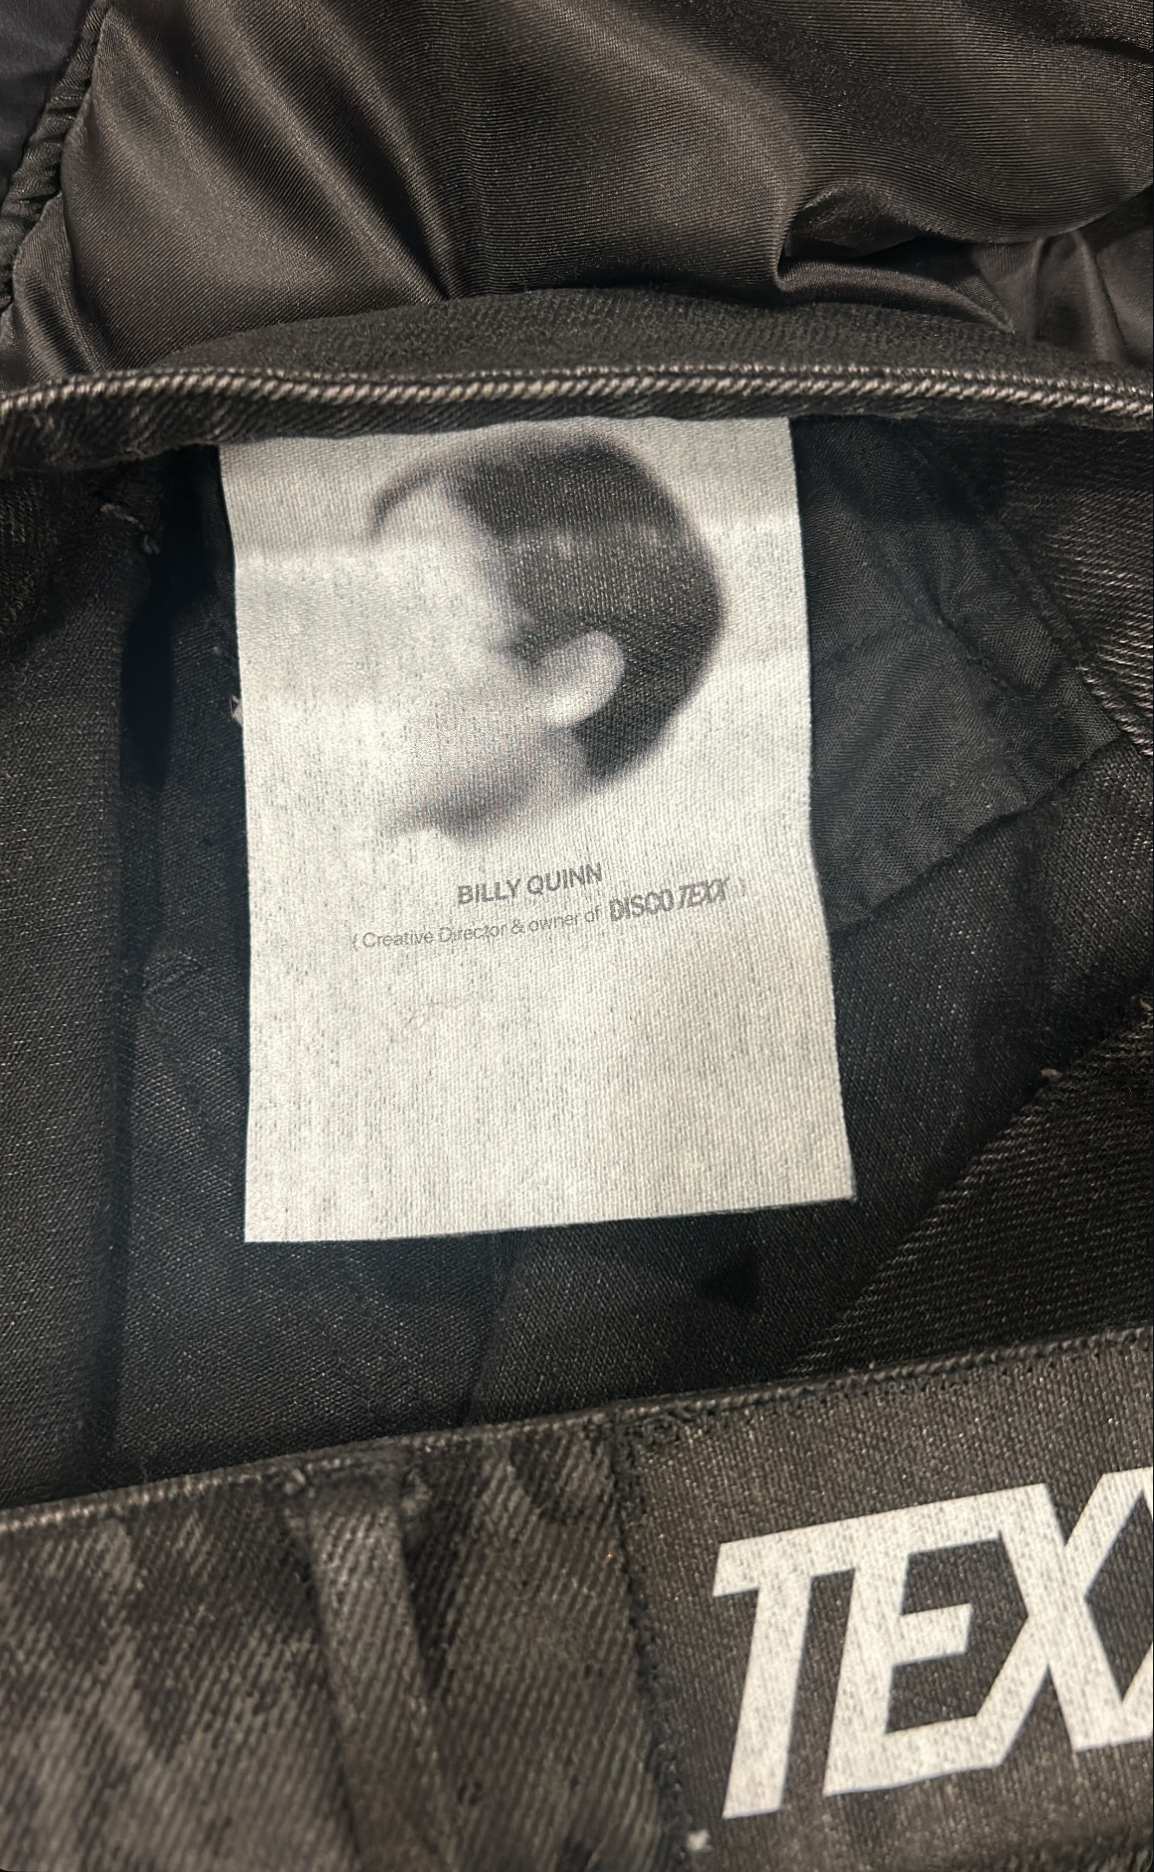 BILLY QUINN
( Creative Director & owner of DISCO TEXX )
TEX